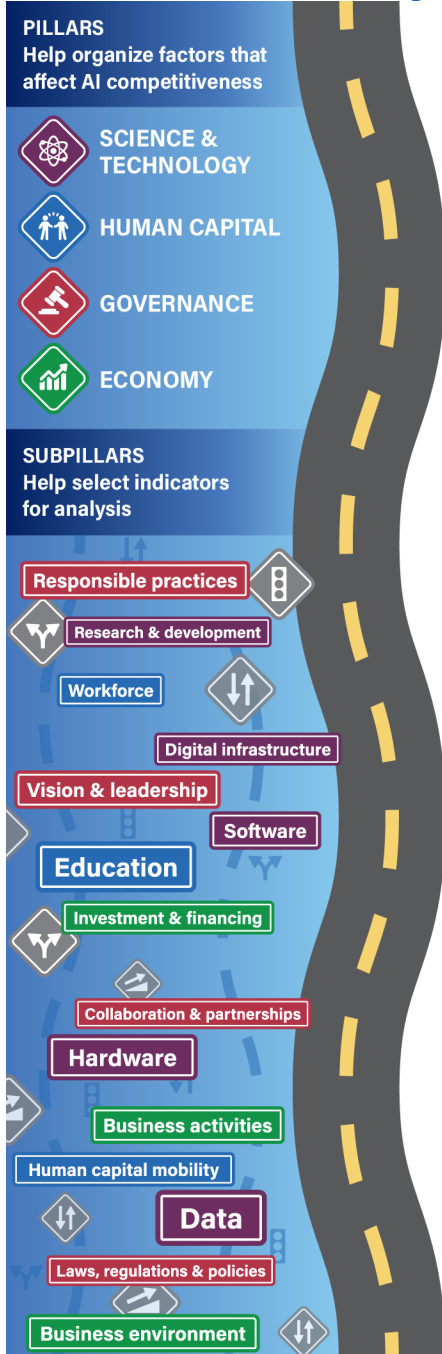 PILLARS
Help organize factors that
affect AI competitiveness
SCIENCE &
TECHNOLOGY
HUMAN CAPITAL
GOVERNANCE
ECONOMY
SUBPILLARS
Help select indicators
for analysis
Responsible practices
Research & development
Workforce
Digital infrastructure
Vision & leadership
Software
Education
Investment & financing
Collaboration & partnerships
Hardware
Business activities
Human capital mobility
Data
Laws, regulations & policies
Business environment